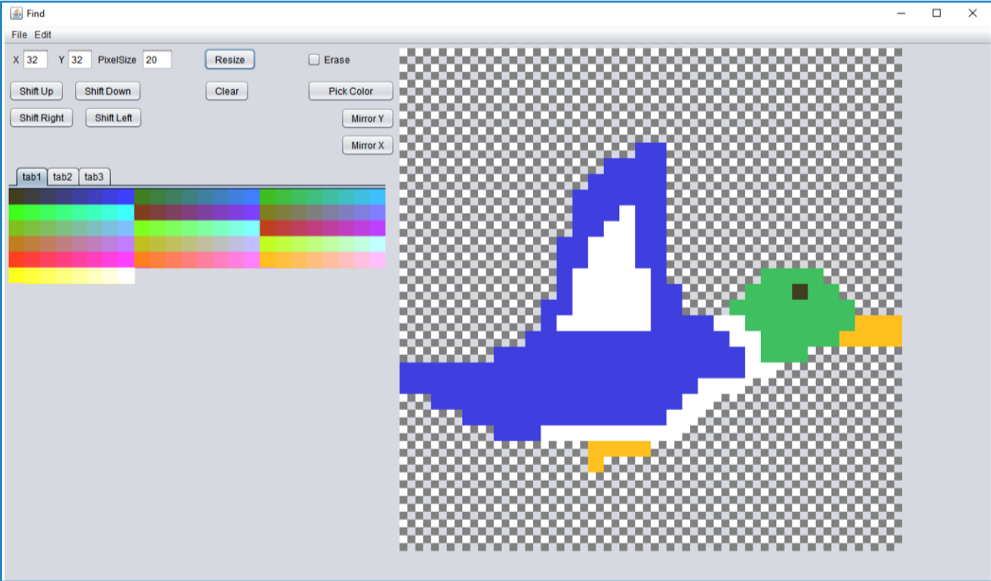 Find
File Edit
X 32 Y 32 PixelSize 20 Resize Erase
Shift Up Shift Down Clear Pick Color
Shift Right Shift Left Mirror Y
Mirror X
tab1 tab2 tab3